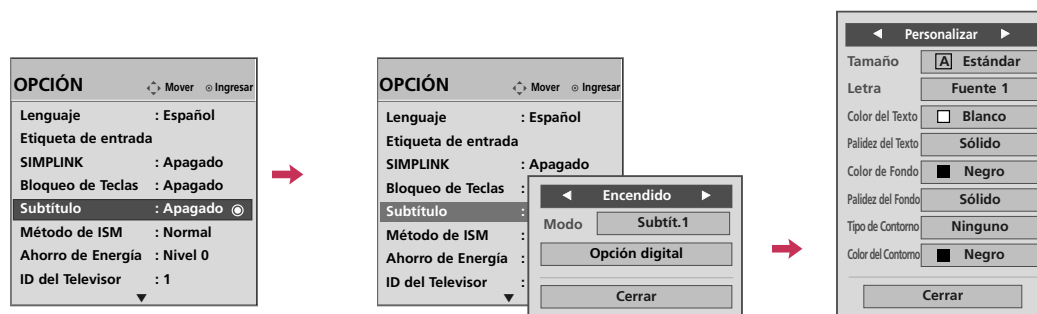 OPCIÓN Mover Ingresar
Lenguaje : Español
Etiqueta de entrada
SIMPLINK : Apagado
Bloqueo de Teclas : Apagado
Subtítulo : Apagado
Método de ISM : Normal
Ahorro de Energía : Nivel 0
ID del Televisor : 1
OPCIÓN Mover Ingresar
Lenguaje : Español
Etiqueta de entrada
SIMPLINK : Apagado
Bloqueo de Teclas :
Subtítulo :
Método de ISM :
Ahorro de Energía :
ID del Televisor :
Encendido
Modo Subtít.1
Opción digital
Cerrar
Personalizar
Tamaño A Estándar
Letra Fuente 1
Color del Texto Blanco
Palidez del Texto Sólido
Color de Fondo Negro
Palidez del Fondo Sólido
Tipo de Contorno Ninguno
Color del Contorno Negro
Cerrar